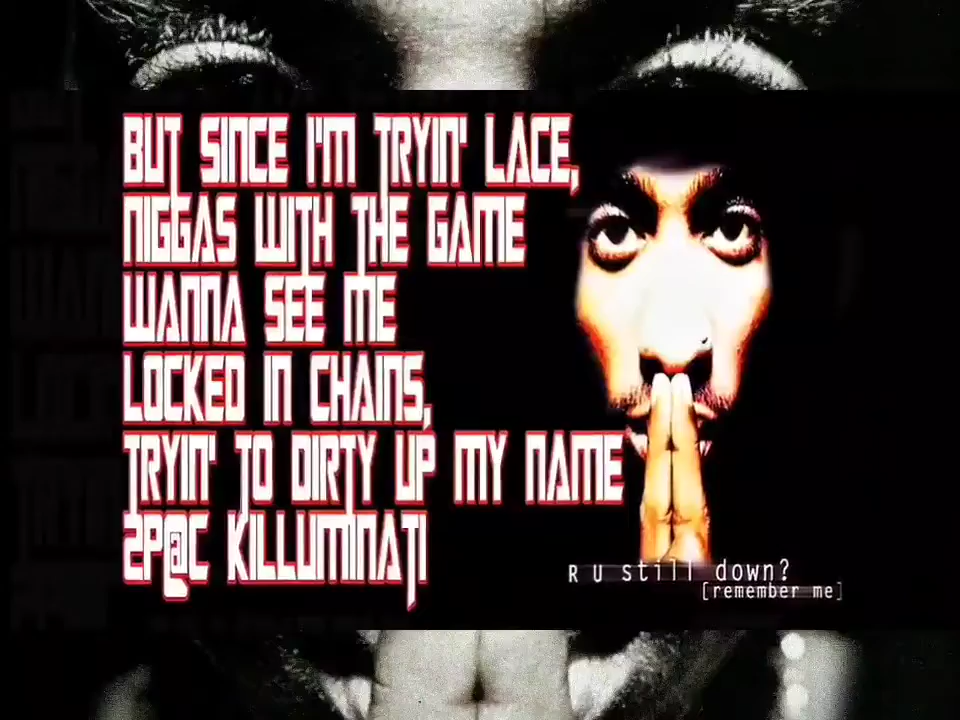 BUT SINCE I'M TRYIN' LACE,
NIGGAS WITH THE GAME
WANNA SEE ME
LOCKED IN CHAINS,
TRYIN' TO DIRTY UP MY NAME
2P@C KILLUMINATI
R U still down?
[remember me]